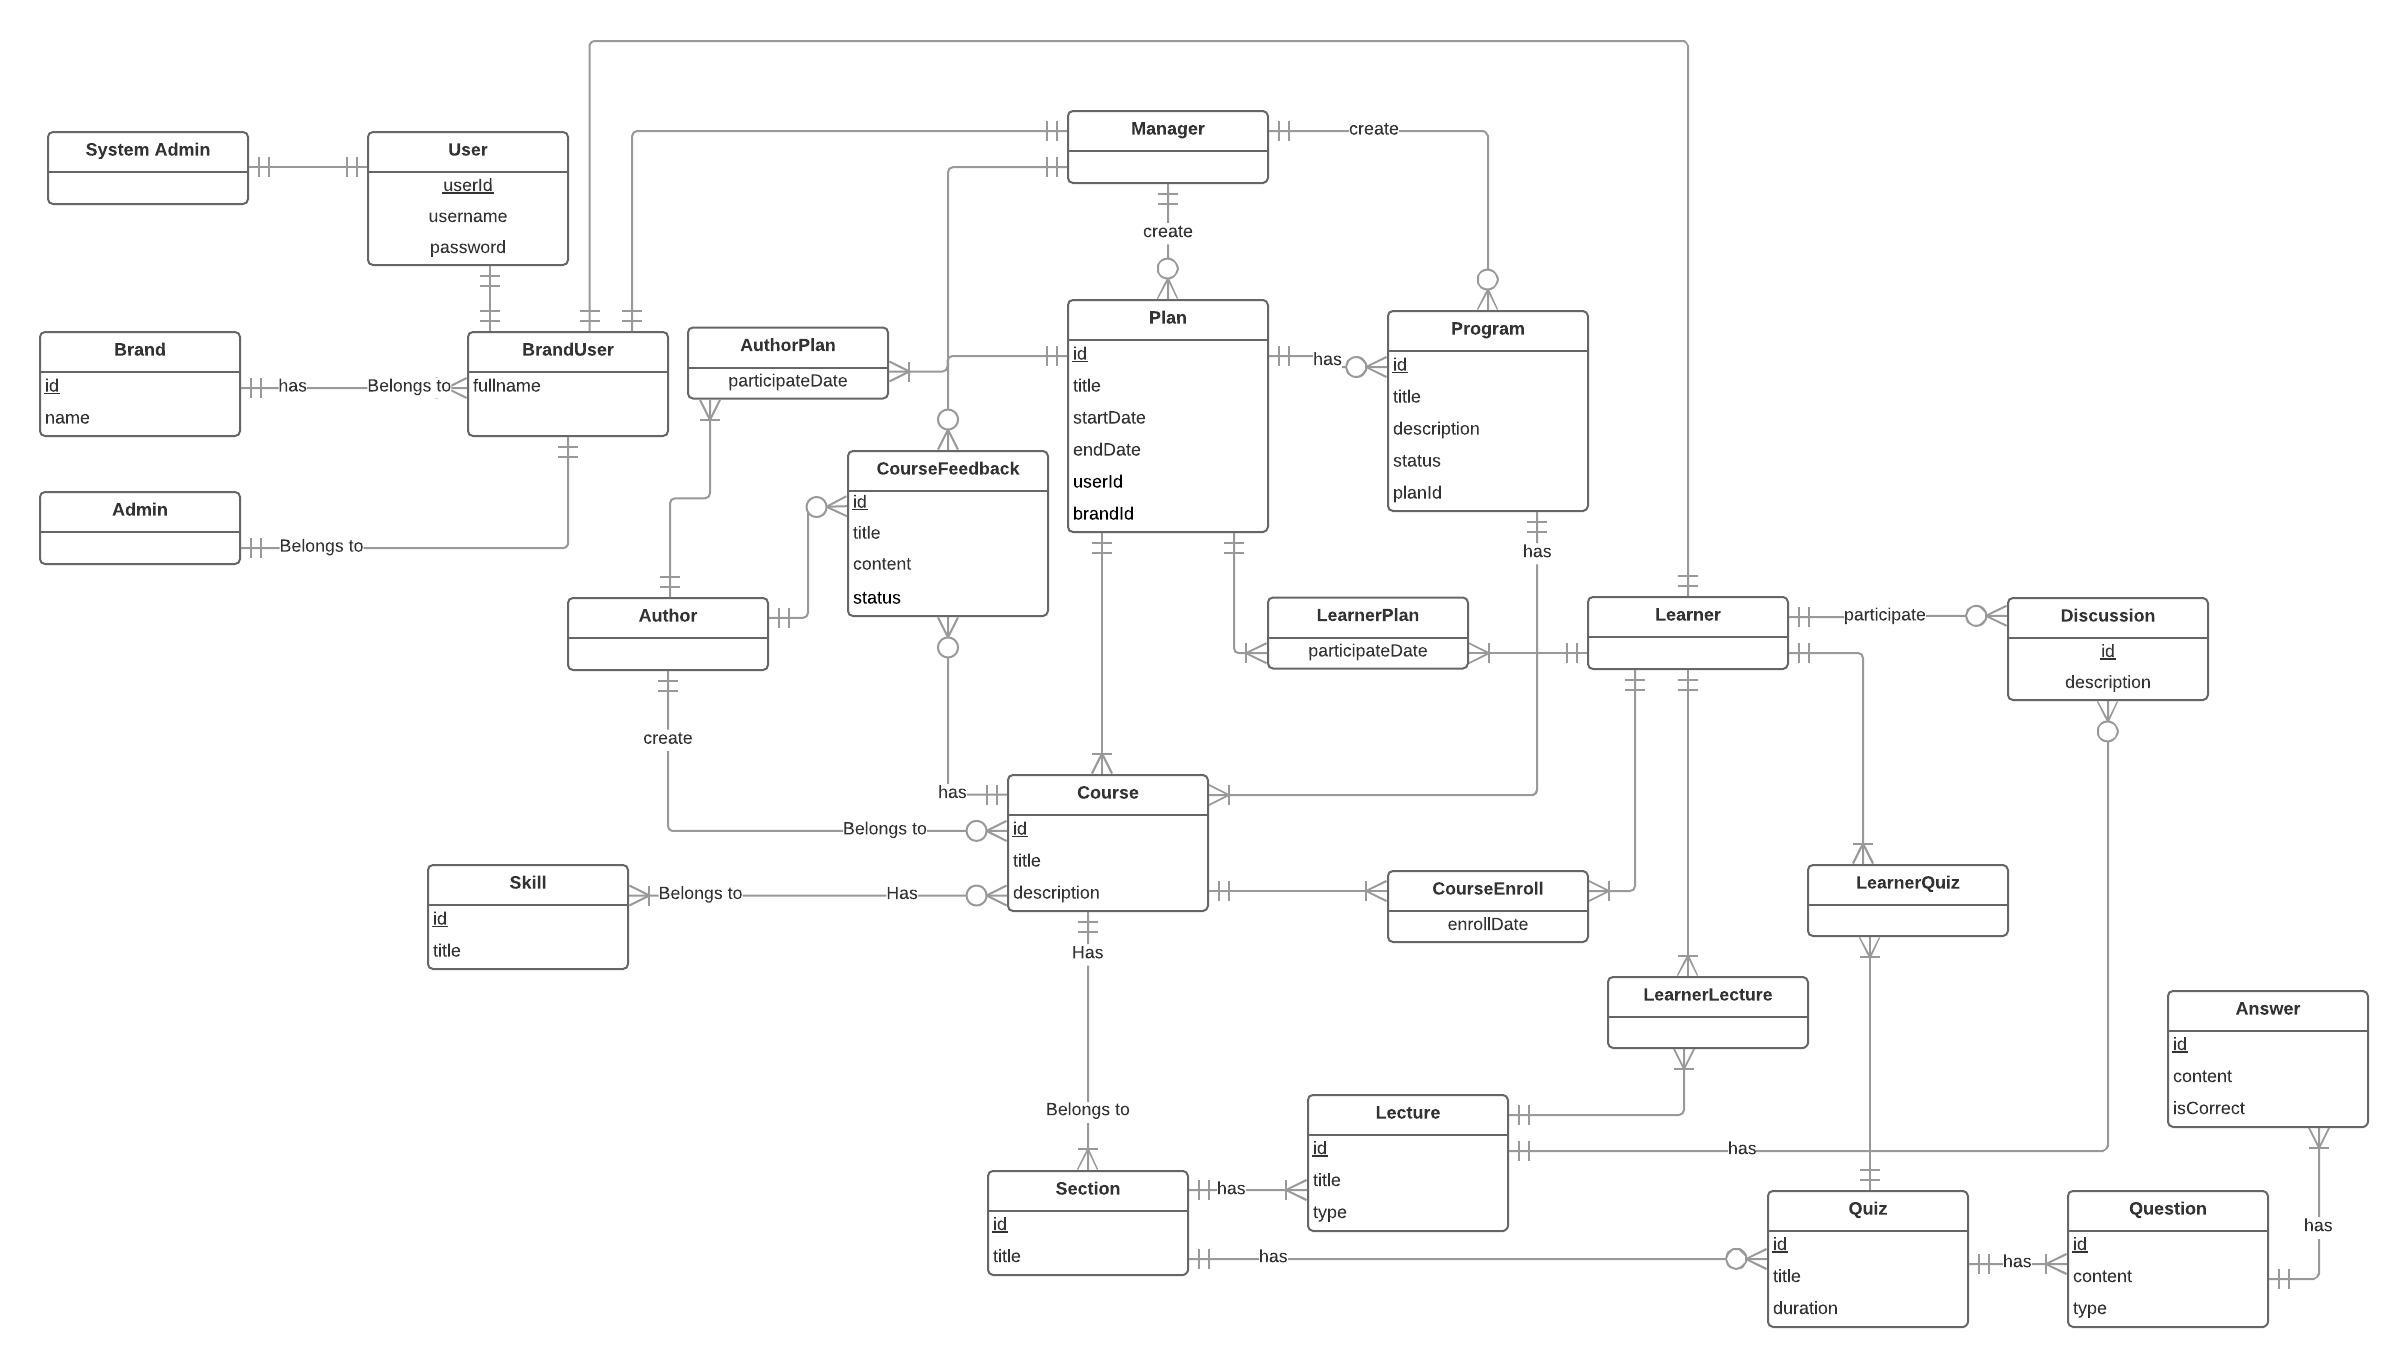 System Admin
User
userId
username
password
Manager
create
create
Brand
id
name
has
Belongs to
BrandUser
fullname
Admin
Belongs to
AuthorPlan
participateDate
Plan
id
title
startDate
endDate
userId
brandId
has
Program
id
title
description
status
planId
has
CourseFeedback
id
title
content
status
has
Author
create
Belongs to
LearnerPlan
participateDate
Learner
participate
Discussion
id
description
Course
id
title
description
Skill
id
title
Belongs to
Has
CourseEnroll
enrollDate
LearnerQuiz
Has
Belongs to
LearnerLecture
Answer
id
content
isCorrect
Lecture
id
title
type
has
Section
id
title
has
has
Quiz
id
title
duration
has
Question
id
content
type
has